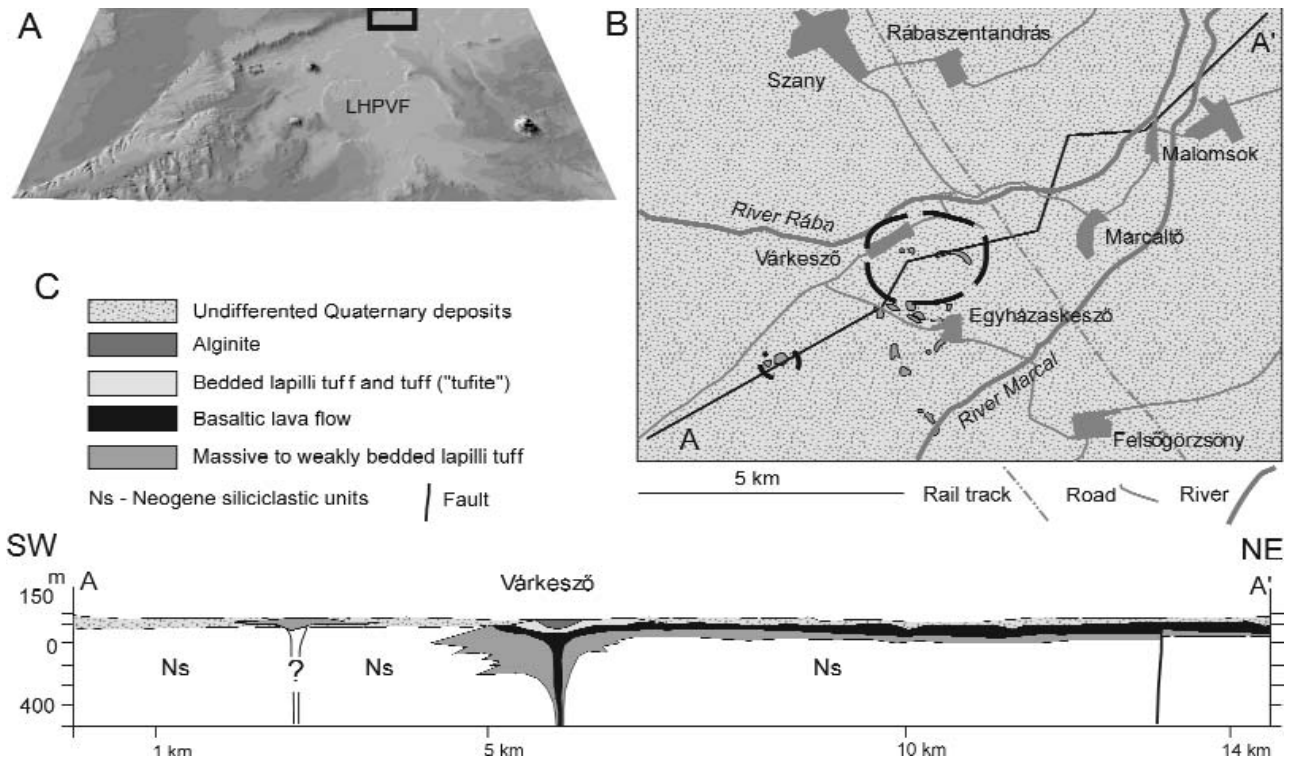 A
LHPVF
B
A'
Rábaszentandrás
Szany
Malomsok
River Rába
Marcaltő
Várkesző
Egyházaskesző
River Marcal
A
Felsőgörzsöny
5 km
Rail track
Road
River
C
Undifferented Quaternary deposits
Alginite
Bedded lapilli tuff and tuff ("tufite")
Basaltic lava flow
Massive to weakly bedded lapilli tuff
Ns - Neogene siliciclastic units
Fault
SW
NE
m
A
Várkesző
A'
150
0
Ns
?
Ns
Ns
400
1 km
5 km
10 km
14 km